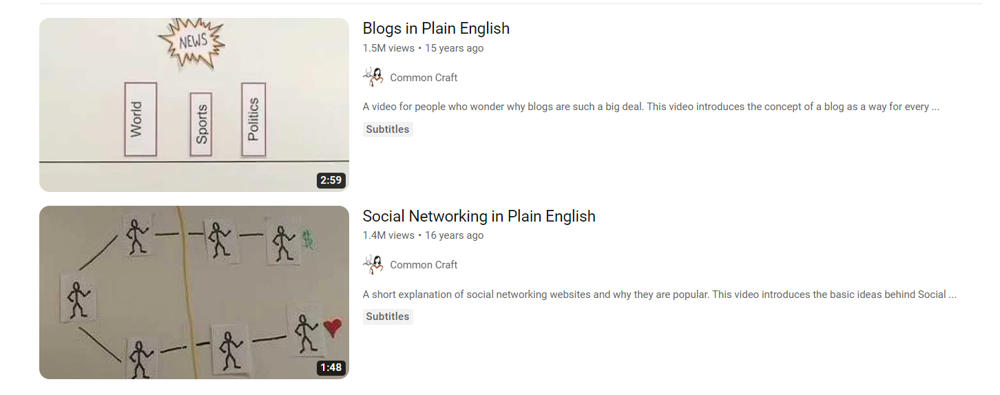 NEWS
World
Sports
Politics
2:59
Blogs in Plain English
1.5M views • 15 years ago
Common Craft
A video for people who wonder why blogs are such a big deal. This video introduces the concept of a blog as a way for every ...
Subtitles
$
1:48
Social Networking in Plain English
1.4M views • 16 years ago
Common Craft
A short explanation of social networking websites and why they are popular. This video introduces the basic ideas behind Social ...
Subtitles